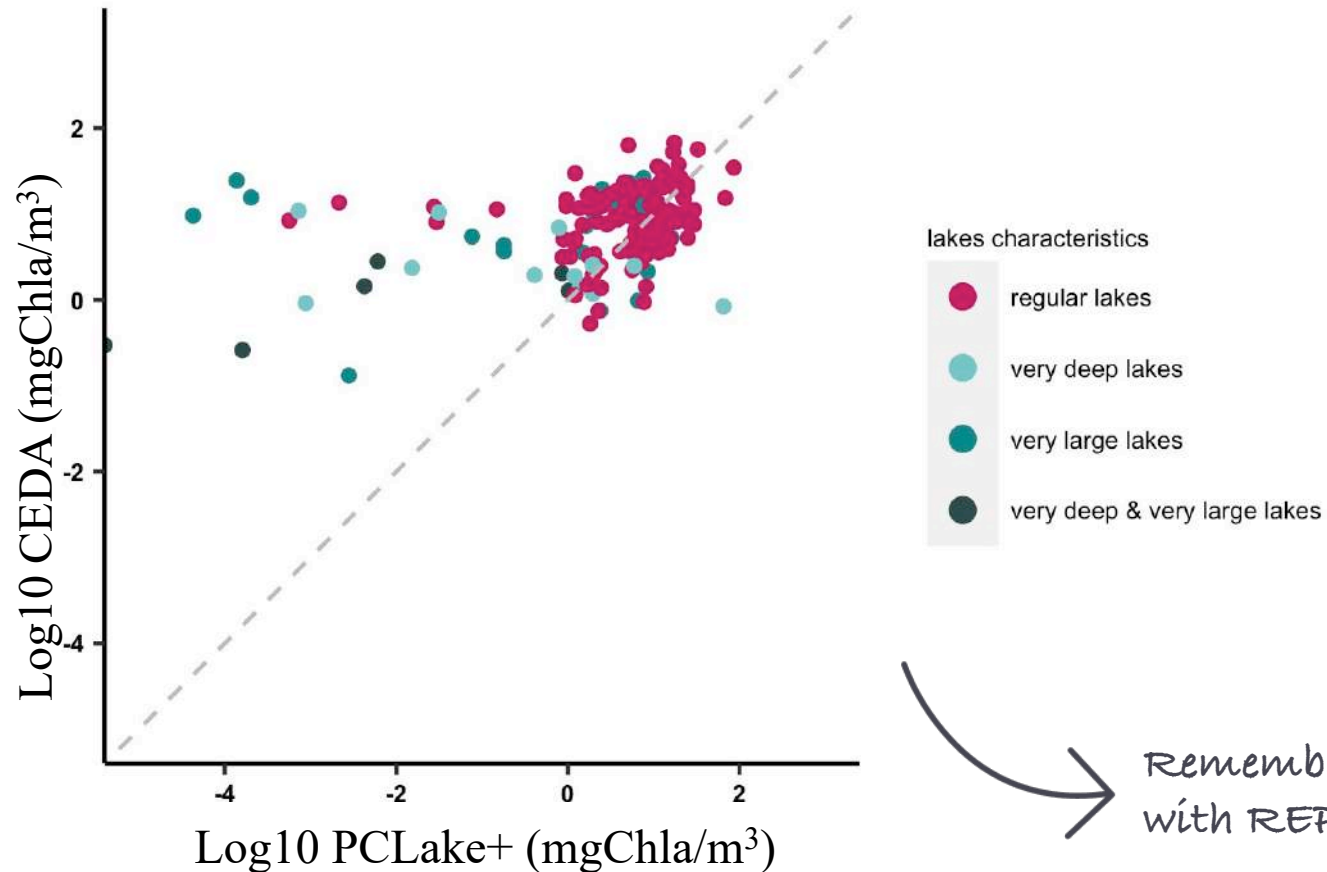 Log10 CEDA (mgChla/m³)
2
0
-2
-4
-4
-2
0
2
Log10 PCLake+ (mgChla/m³)
lakes characteristics
regular lakes
very deep lakes
very large lakes
very deep & very large lakes
with